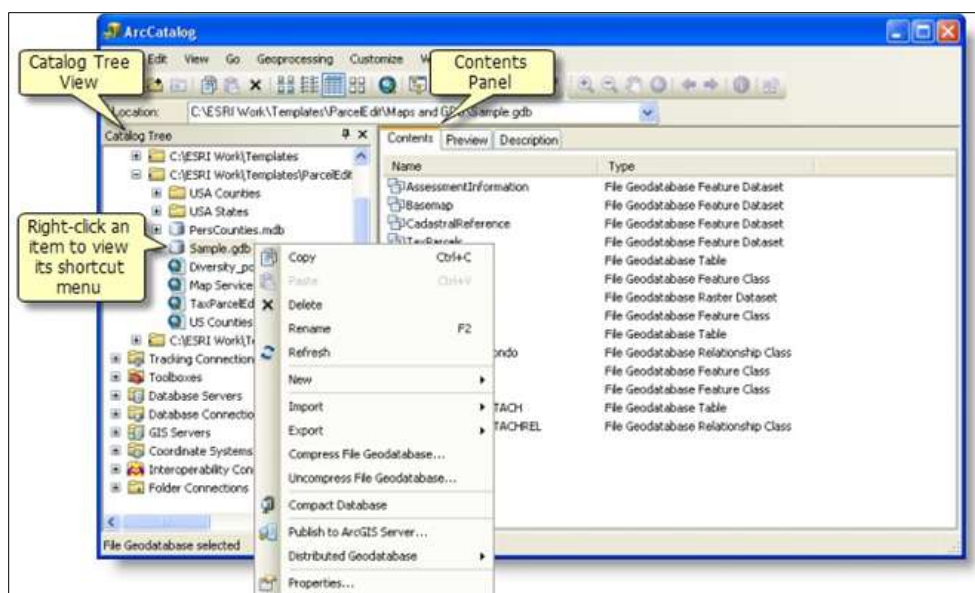 ArcCatalog
Edit View Go Geoprocessing Customize W
Catalog Tree View
Contents Panel
Location: C:\ESRI Work\Templates\ParcelEdit\Maps and GD ample.gdb
Catalog Tree
Contents Preview Description
C:\ESRI Work\Templates
C:\ESRI Work\Templates\ParcelEdit
USA Counties
USA States
PersCounties.mdb
Sample.gdb
Diversity_po
Map Service
TaxParcelEd
US Counties
C:\ESRI Work\T
Tracking Connection
Toolboxes
Database Servers
Database Connectio
GIS Servers
Coordinate Systems
Interoperability Con
Folder Connections
Right-click an item to view its shortcut menu
Name Type
AssessmentInformation File Geodatabase Feature Dataset
Basemap File Geodatabase Feature Dataset
CadastralReference File Geodatabase Feature Dataset
TaxParcels File Geodatabase Feature Dataset
File Geodatabase Table
File Geodatabase Feature Class
File Geodatabase Raster Dataset
File Geodatabase Feature Class
File Geodatabase Table
ondo File Geodatabase Relationship Class
File Geodatabase Feature Class
File Geodatabase Feature Class
TACH File Geodatabase Table
TACHREL File Geodatabase Relationship Class
Copy Ctrl+C
Paste Ctrl+V
Delete
Rename F2
Refresh
New
Import
Export
Compress File Geodatabase...
Uncompress File Geodatabase...
Compact Database
Publish to ArcGIS Server...
Distributed Geodatabase
Properties...
File Geodatabase selected